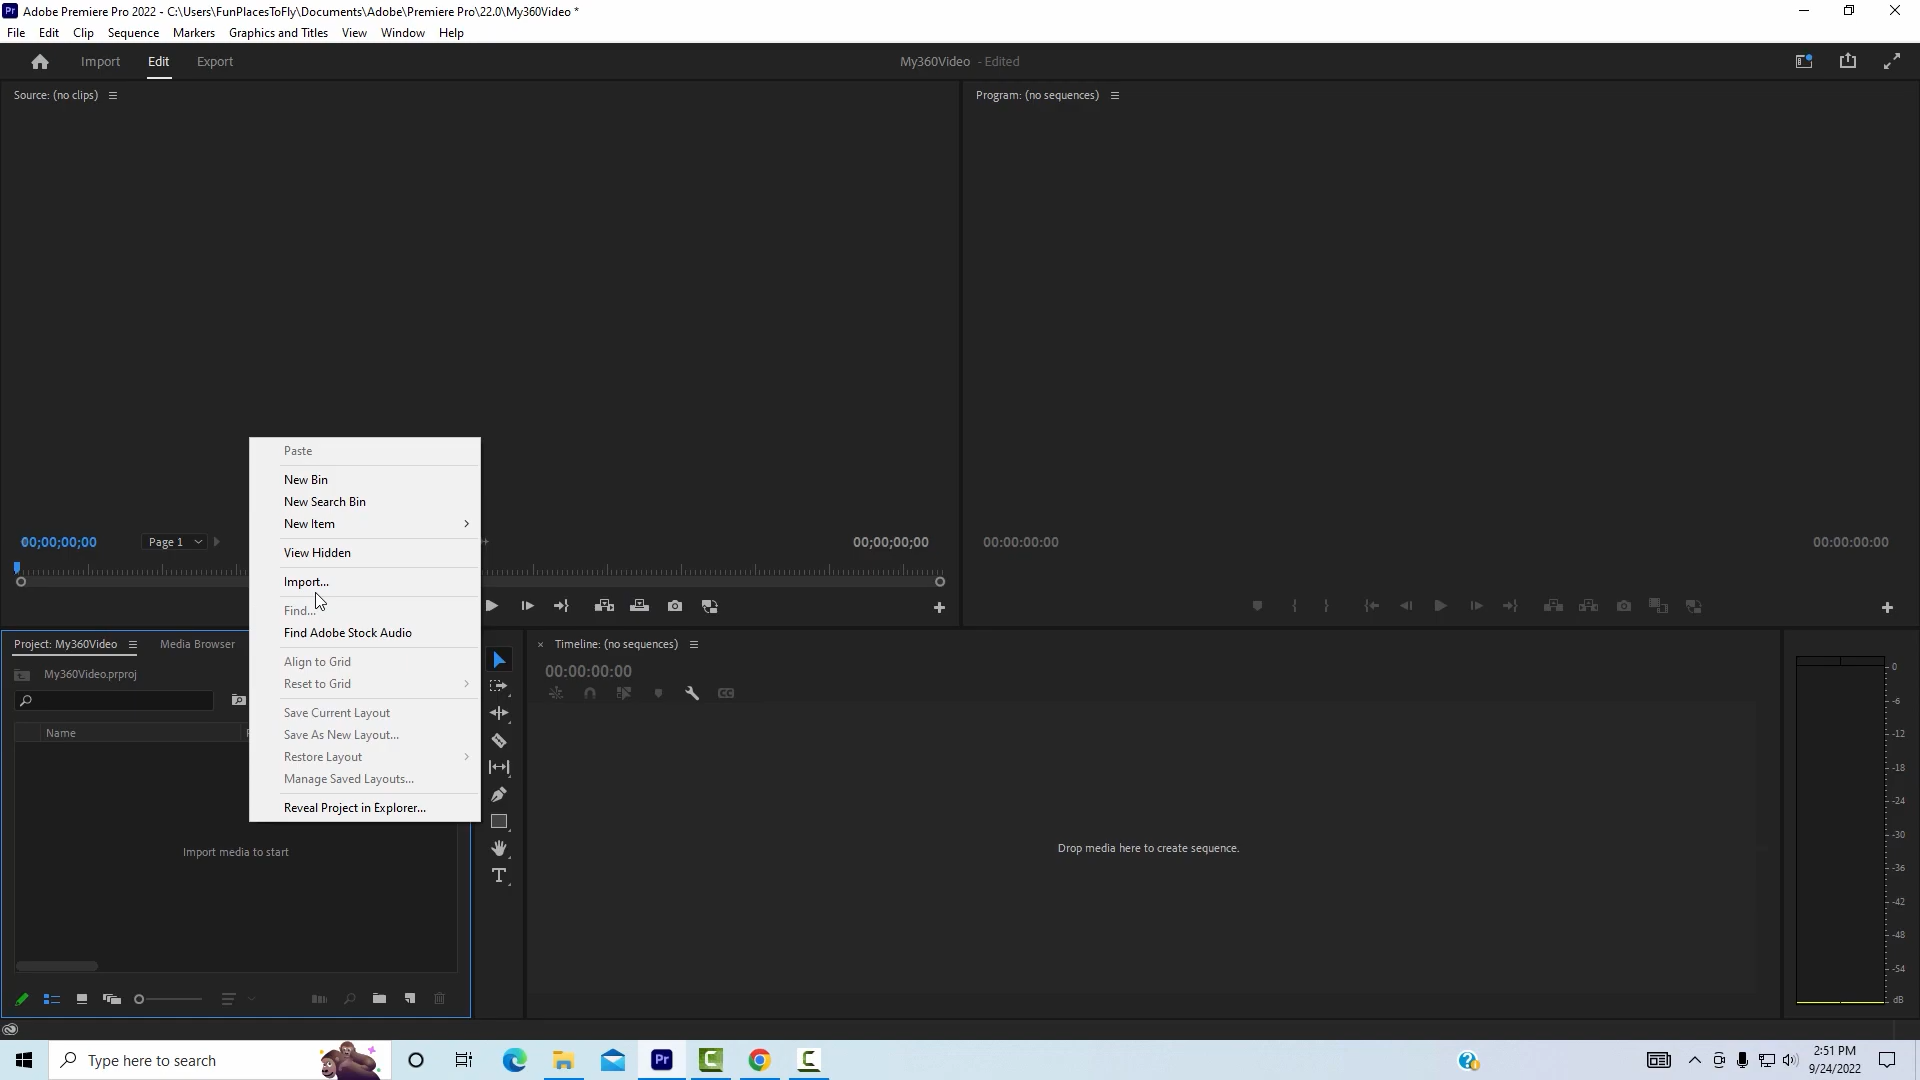 Pr Adobe Premiere Pro 2022 - C:\Users\FunPlacesToFly\Documents\Adobe\Premiere Pro\22.0\My360Video *
File Edit Clip Sequence Markers Graphics and Titles View Window Help
Import Edit Export My360Video - Edited
Source: (no clips) Program: (no sequences)
Paste
New Bin
New Search Bin
New Item
00;00;00;00 Page 1 00;00;00;00 00:00:00:00 00:00:00:00
View Hidden
Import...
Find...
Find Adobe Stock Audio
Project: My360Video Media Browser Timeline: (no sequences)
Align to Grid
My360Video.prproj 00:00:00:00
Reset to Grid
CC
Save Current Layout
Name
Save As New Layout...
Restore Layout
Manage Saved Layouts...
Reveal Project in Explorer...
Import media to start
Drop media here to create sequence.
T
0
-6
-12
-18
-24
-30
-36
-42
-48
-54
dB
Type here to search Pr C C
2:51 PM
9/24/2022